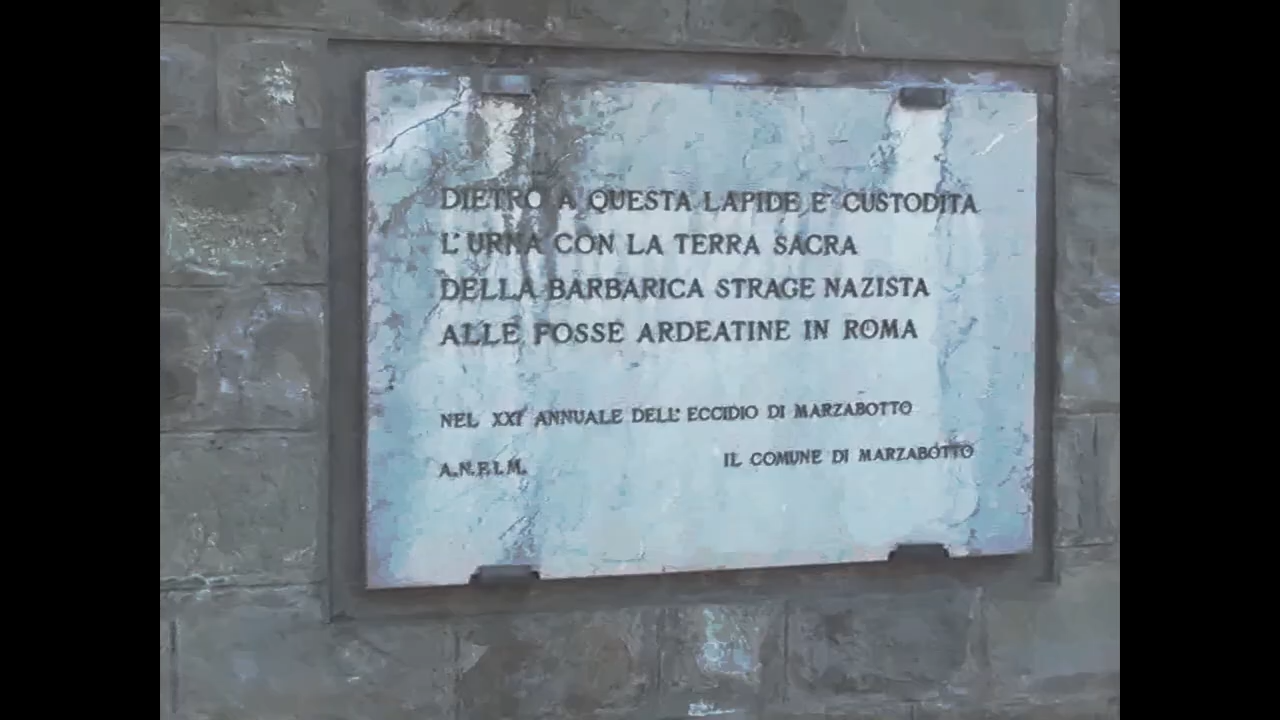 DIETRO A QUESTA LAPIDE E' CUSTODITA
L'URNA CON LA TERRA SACRA
DELLA BARBARICA STRAGE NAZISTA
ALLE FOSSE ARDEATINE IN ROMA
NEL XXI ANNUALE DELL' ECCIDIO DI MARZABOTTO
A.N.F.I.M. IL COMUNE DI MARZABOTTO